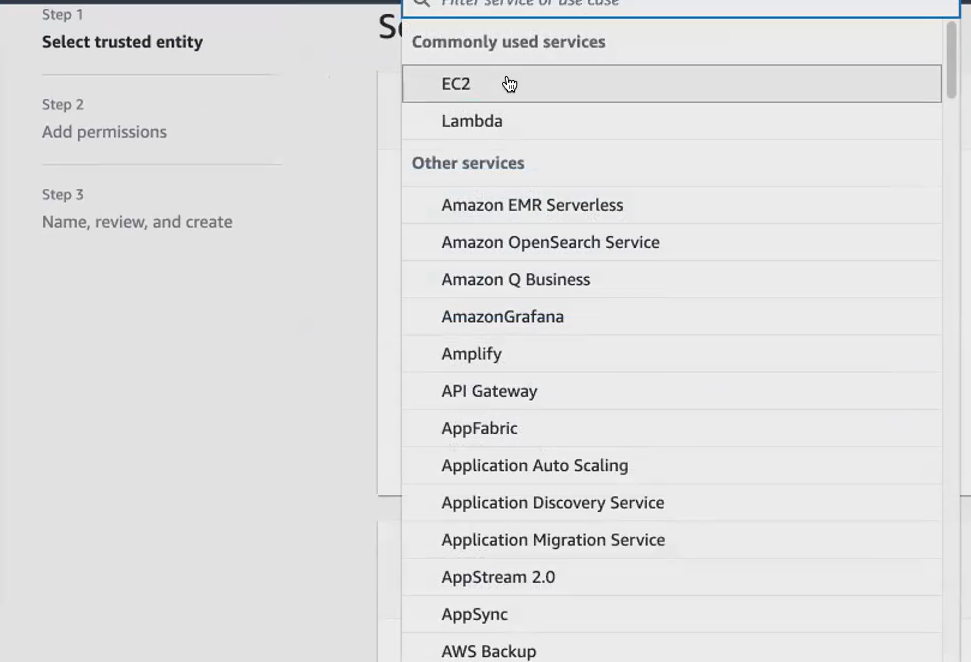 Step 1
Select trusted entity
Step 2
Add permissions
Step 3
Name, review, and create
Filter service or use case
Commonly used services
EC2
Lambda
Other services
Amazon EMR Serverless
Amazon OpenSearch Service
Amazon Q Business
AmazonGrafana
Amplify
API Gateway
AppFabric
Application Auto Scaling
Application Discovery Service
Application Migration Service
AppStream 2.0
AppSync
AWS Backup